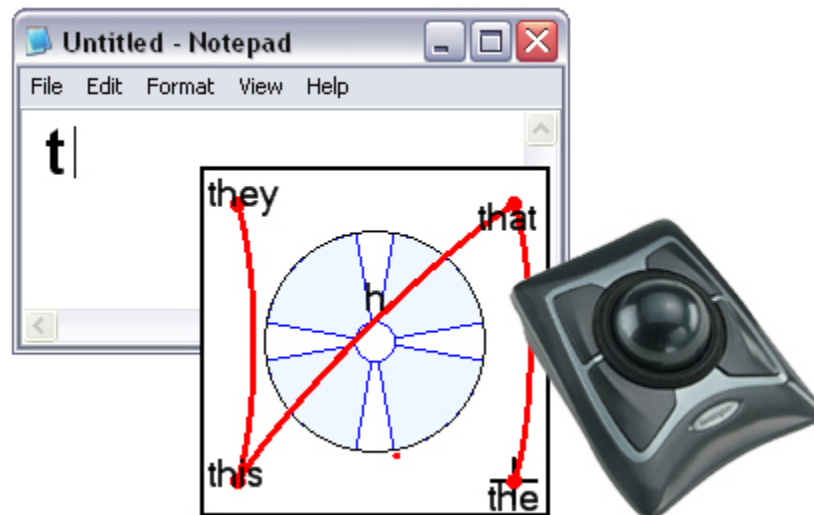 Untitled - Notepad
File Edit Format View Help
t
they
that
h
this
the